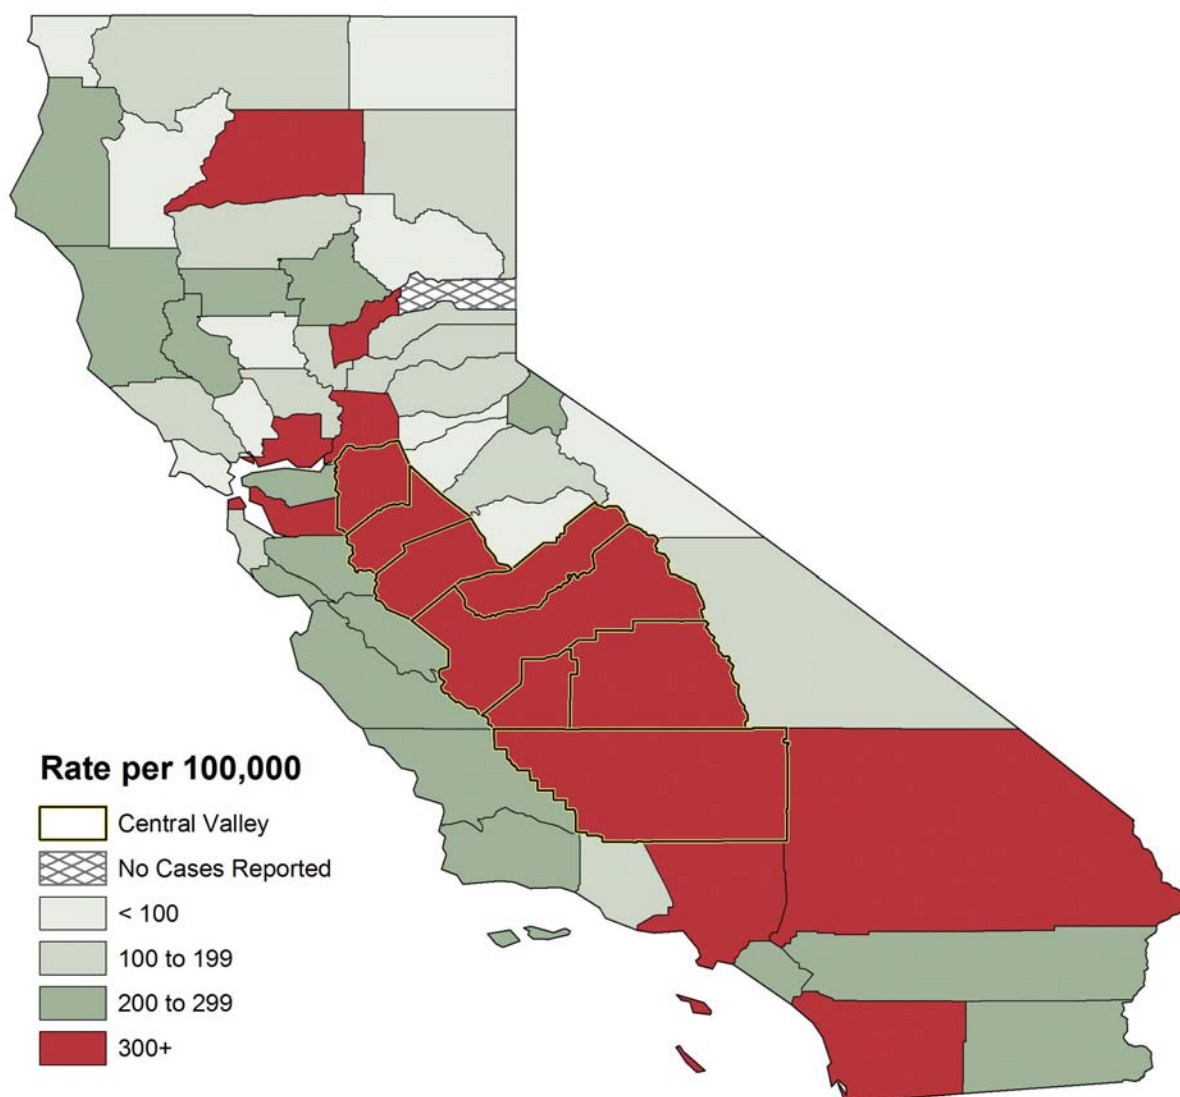 Rate per 100,000
Central Valley
No Cases Reported
< 100
100 to 199
200 to 299
300+